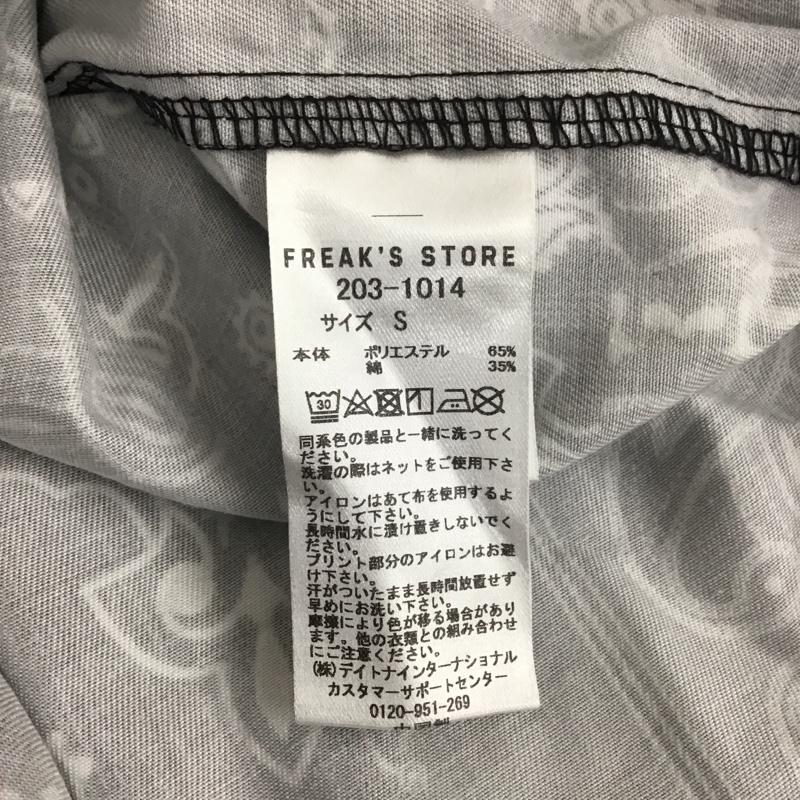 FREAK'S STORE
203-1014
サイズ S
本体 ポリエステル 65%
綿 35%
30
同系色の製品と一緒に洗ってく
ださい。
洗濯の際はネットをご使用下さ
い。
アイロンはあて布を使用するよ
うにして下さい。
長時間水に漬け置きしないでく
ださい。
プリント部分のアイロンはお避
け下さい。
汗がついたまま長時間放置せず
早めにお洗い下さい。
摩擦により色が移る場合があり
ます。他の衣類との組み合わせ
にご注意ください。
(株)デイトナインターナショナル
カスタマーサポートセンター
0120-951-269